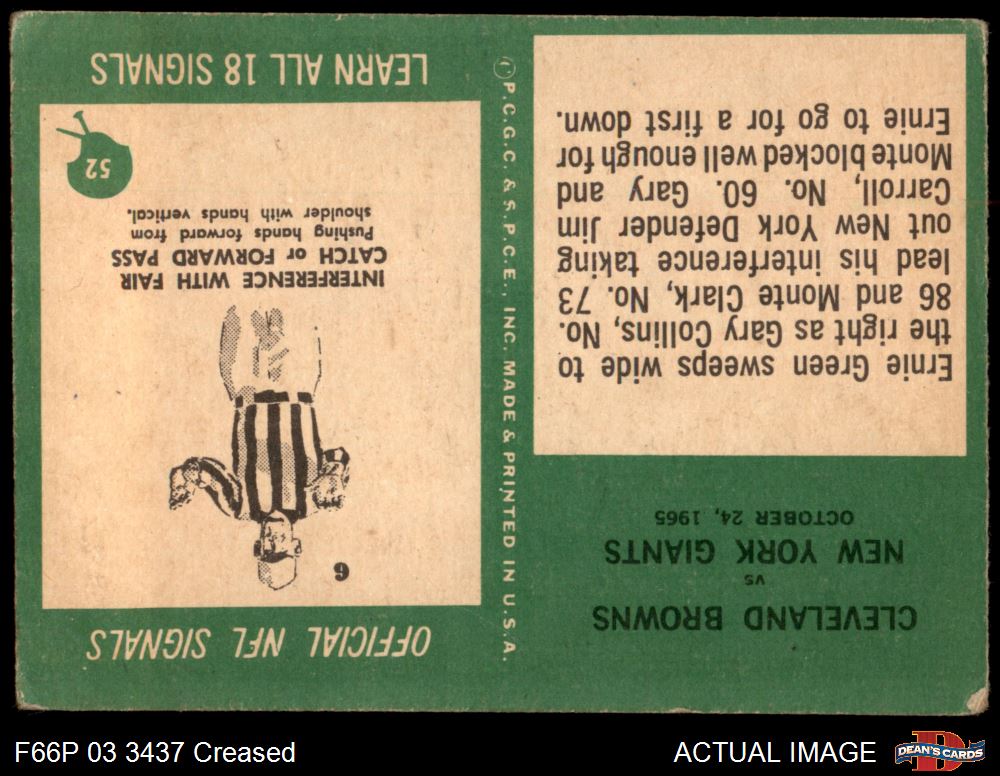 CLEVELAND BROWNS
vs
NEW YORK GIANTS
OCTOBER 24, 1965
Ernie Green sweeps wide to
the right as Gary Collins, No.
86 and Monte Clark, No. 73
lead his interference taking
out New York Defender Jim
Carroll, No. 60. Gary and
Monte blocked well enough for
Ernie to go for a first down.
© P.C.G.C. & S.P.C.E., INC. MADE & PRINTED IN U.S.A.
OFFICIAL NFL SIGNALS
6
INTERFERENCE WITH FAIR
CATCH or FORWARD PASS
Pushing hands forward from
shoulder with hands vertical.
52
LEARN ALL 18 SIGNALS
F66P 03 3437 Creased
ACTUAL IMAGE
D
DEAN'S CARDS